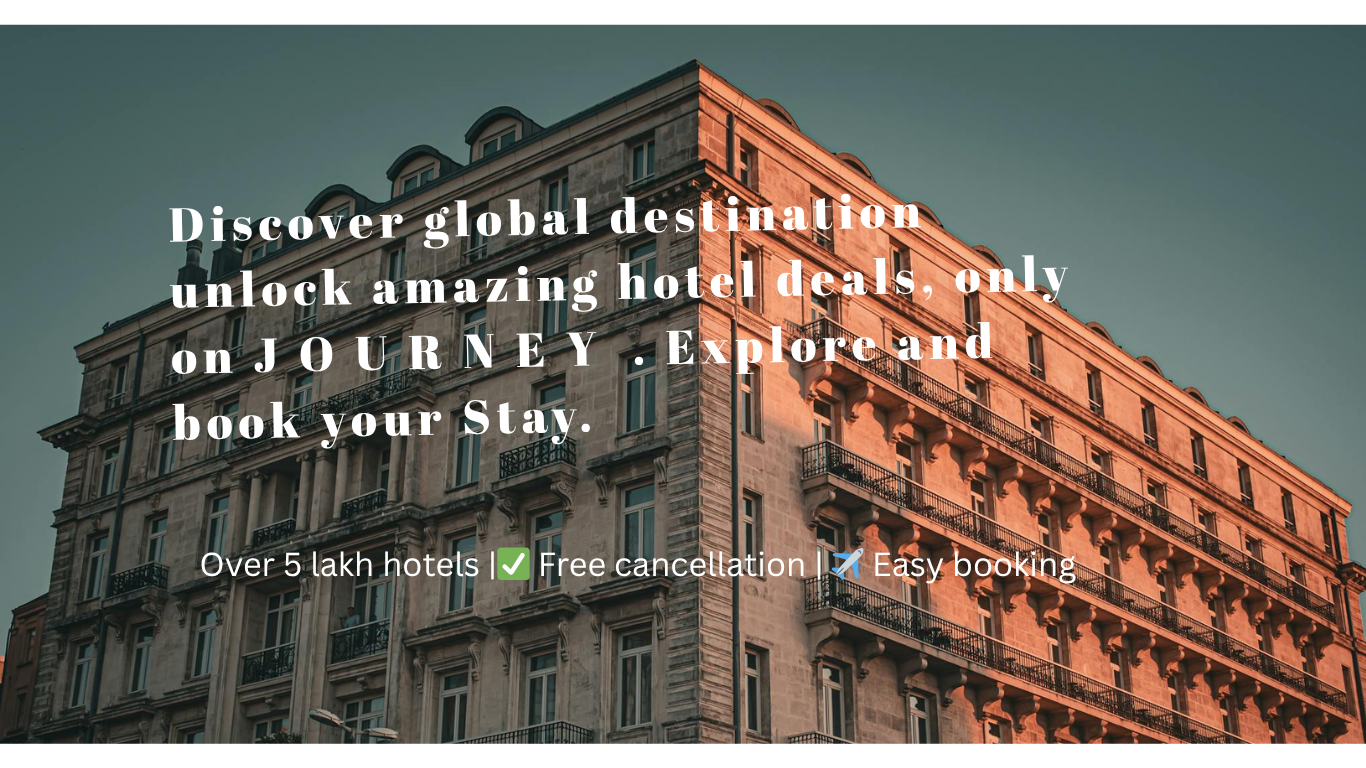 Discover global destination
unlock amazing hotel deals, only
on J O U R N E Y . Explore and
book your Stay.
Over 5 lakh hotels |✅ Free cancellation |✈️ Easy booking